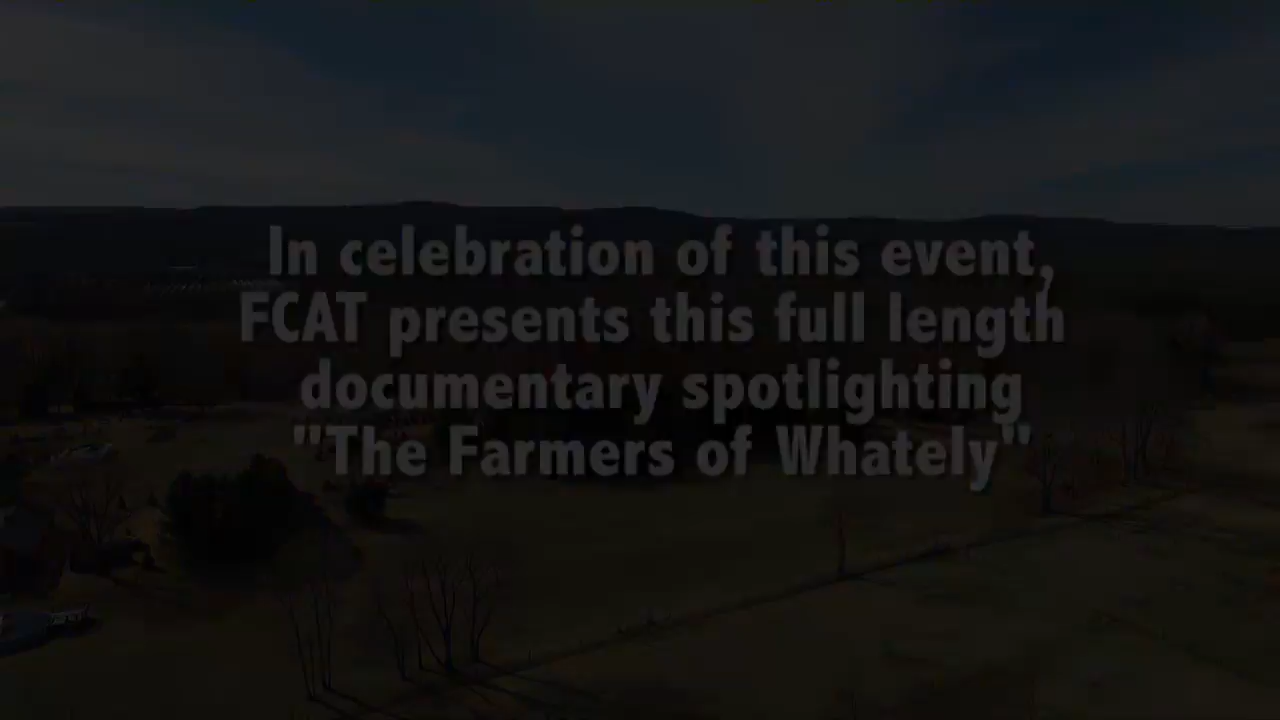 In celebration of this event,
FCAT presents this full length
documentary spotlighting
"The Farmers of Whately"